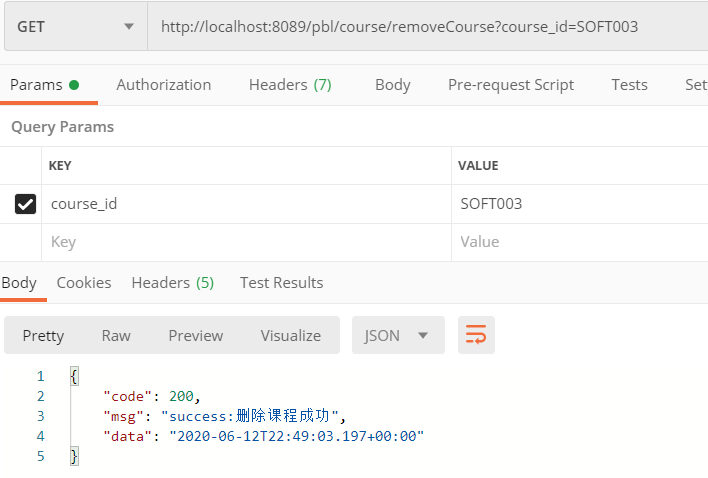 GET http://localhost:8089/pbl/course/removeCourse?course_id=SOFT003
Params Authorization Headers (7) Body Pre-request Script Tests Set
Query Params
KEY VALUE
course_id SOFT003
Key Value
Body Cookies Headers (5) Test Results
Pretty Raw Preview Visualize JSON
1 {
2 "code": 200,
3 "msg": "success:删除课程成功",
4 "data": "2020-06-12T22:49:03.197+00:00"
5 }